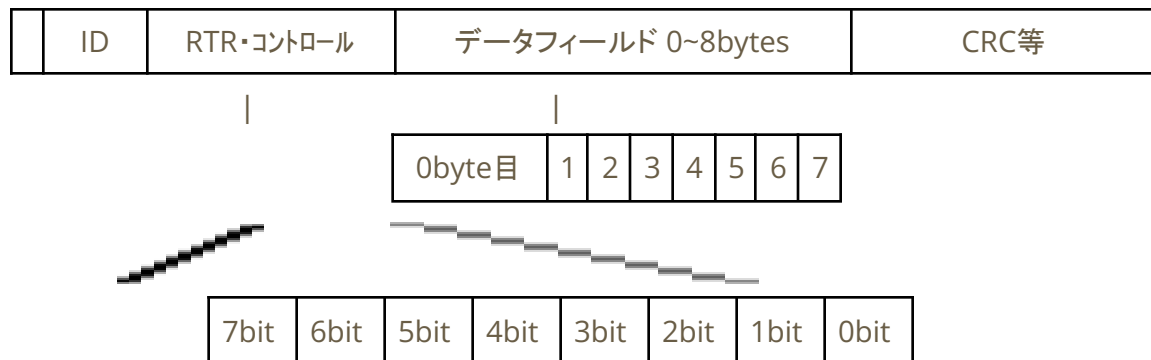 ID RTR・コントロール データフィールド 0~8bytes CRC等
0byte目 1 2 3 4 5 6 7
7bit 6bit 5bit 4bit 3bit 2bit 1bit 0bit